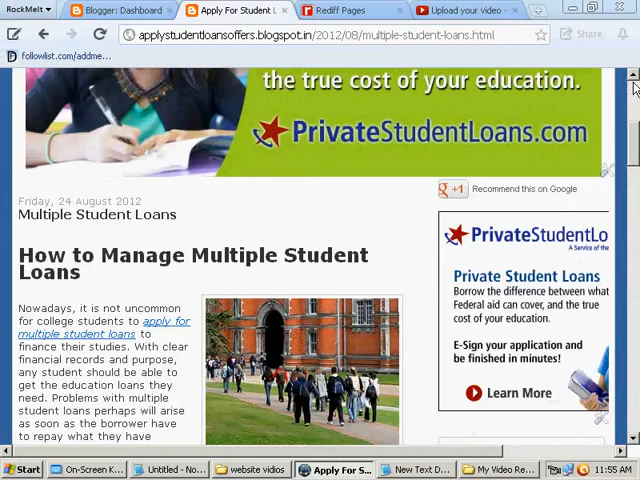 RockMelt
Blogger: Dashboard
Apply For Student L
Rediff Pages
Upload your video -
applystudentloansoffers.blogspot.in/2012/08/multiple-student-loans.html
Share
followlist.com/addme...
the true cost of your education.
PrivateStudentLoans.com
Friday, 24 August 2012
Multiple Student Loans
+1 Recommend this on Google
How to Manage Multiple Student
Loans
Nowadays, it is not uncommon
for college students to apply for
multiple student loans to
finance their studies. With clear
financial records and purpose,
any student should be able to
get the education loans they
need. Problems with multiple
student loans perhaps will arise
as soon as the borrower have
to repay what they have
PrivateStudentLo
A Service of the
Private Student Loans
Borrow the difference between what
Federal aid can cover, and the true
cost of your education.
E-Sign your application and
be finished in minutes!
Learn More
Start
On-Screen K...
Untitled - No...
website vidios
Apply For S...
New Text D...
My Video Re...
11:55 AM